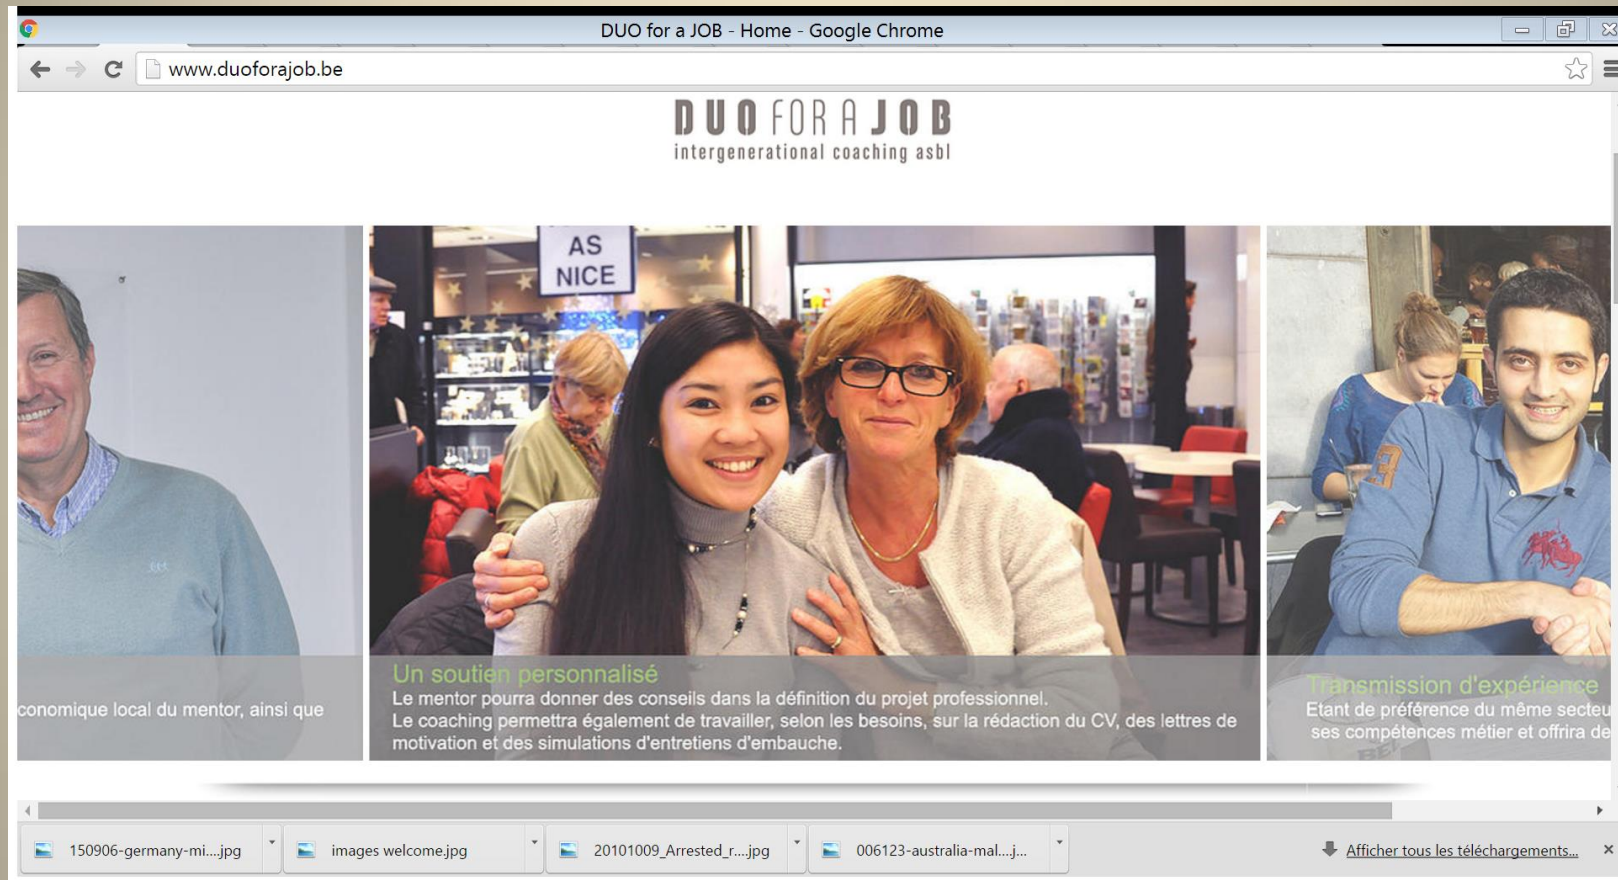 DUO for a JOB - Home - Google Chrome
www.duoforajob.be
DUO FOR A JOB
intergenerational coaching asbl
AS
NICE
Un soutien personnalisé
Le mentor pourra donner des conseils dans la définition du projet professionnel.
Le coaching permettra également de travailler, selon les besoins, sur la rédaction du CV, des lettres de
motivation et des simulations d'entretiens d'embauche.
conomique local du mentor, ainsi que
Transmission d'expérience
Etant de préférence du même secteu
ses compétences métier et offrira de
3
150906-germany-mi....jpg
images welcome.jpg
20101009_Arrested_r....jpg
006123-australia-mal....j...
Afficher tous les téléchargements...